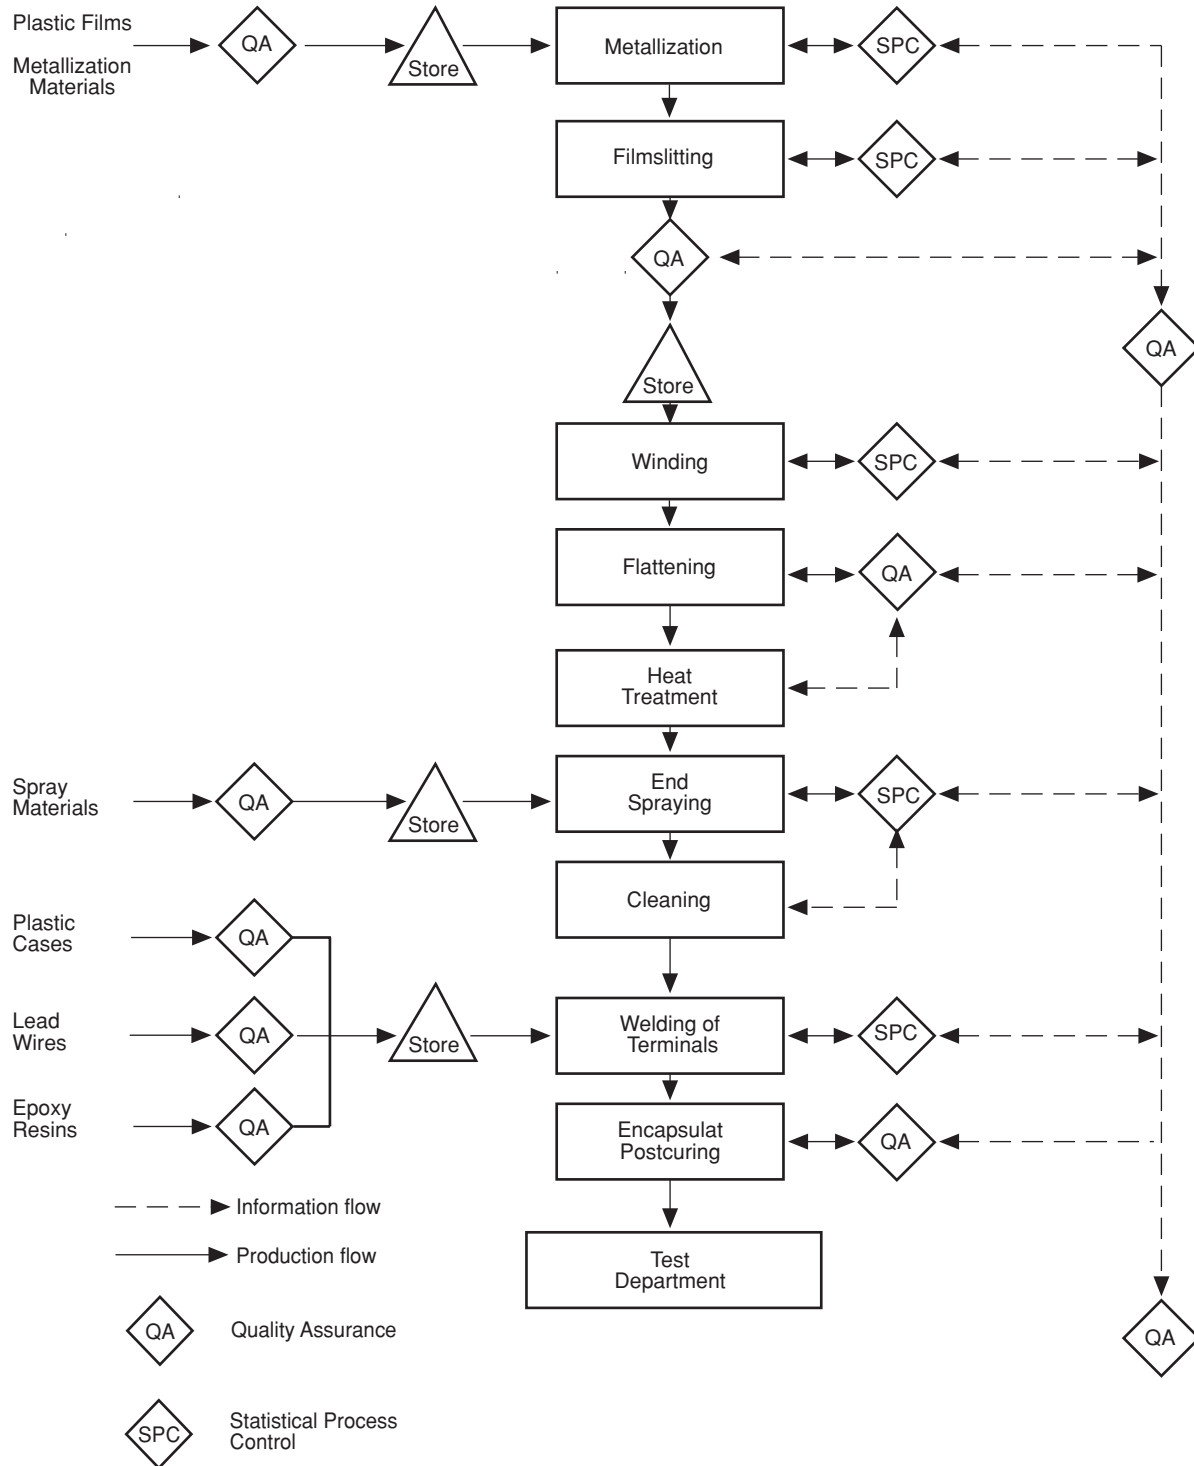 Plastic Films
Metallization
Materials
QA
Store
Metallization
SPC
Filmslitting
SPC
QA
QA
Store
Winding
SPC
Flattening
QA
Heat
Treatment
Spray
Materials
QA
Store
End
Spraying
SPC
Cleaning
Plastic
Cases
QA
Lead
Wires
QA
Store
Welding of
Terminals
SPC
Epoxy
Resins
QA
Encapsulat
Postcuring
QA
Information flow
Production flow
Test
Department
QA
Quality Assurance
QA
SPC
Statistical Process
Control